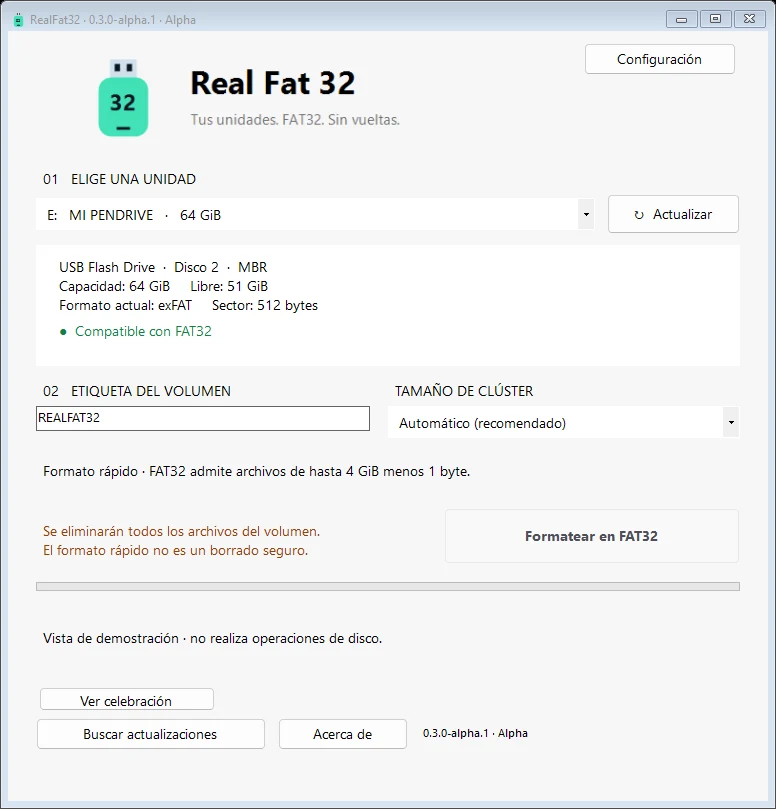 RealFat32 · 0.3.0-alpha.1 · Alpha
Configuración
32
Real Fat 32
Tus unidades. FAT32. Sin vueltas.
01 ELIGE UNA UNIDAD
E: MI PENDRIVE · 64 GiB
↻ Actualizar
USB Flash Drive · Disco 2 · MBR
Capacidad: 64 GiB Libre: 51 GiB
Formato actual: exFAT Sector: 512 bytes
● Compatible con FAT32
02 ETIQUETA DEL VOLUMEN
TAMAÑO DE CLÚSTER
REALFAT32
Automático (recomendado)
Formato rápido · FAT32 admite archivos de hasta 4 GiB menos 1 byte.
Se eliminarán todos los archivos del volumen.
El formato rápido no es un borrado seguro.
Formatear en FAT32
Vista de demostración · no realiza operaciones de disco.
Ver celebración
Buscar actualizaciones
Acerca de
0.3.0-alpha.1 · Alpha